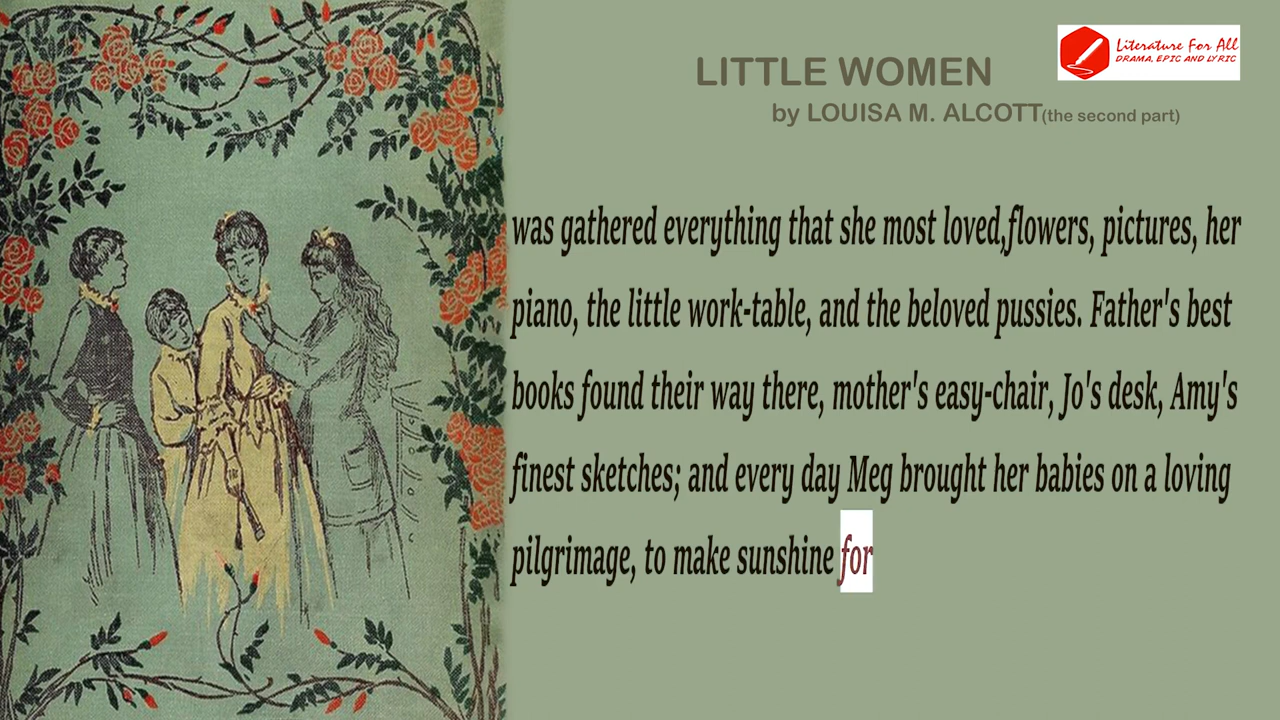 LITTLE WOMEN
by LOUISA M. ALCOTT(the second part)
Literature For All
DRAMA, EPIC AND LYRIC
was gathered everything that she most loved,flowers, pictures, her
piano, the little work-table, and the beloved pussies. Father's best
books found their way there, mother's easy-chair, Jo's desk, Amy's
finest sketches; and every day Meg brought her babies on a loving
pilgrimage, to make sunshine for